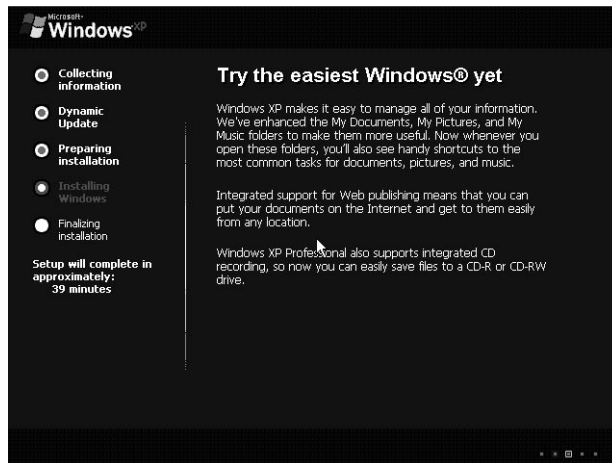 Microsoft®
Windows xp
Collecting
information
Dynamic
Update
Preparing
installation
Installing
Windows
Finalizing
installation
Setup will complete in
approximately:
39 minutes
Try the easiest Windows® yet
Windows XP makes it easy to manage all of your information.
We've enhanced the My Documents, My Pictures, and My
Music folders to make them more useful. Now whenever you
open these folders, you'll also see handy shortcuts to the
most common tasks for documents, pictures, and music.
Integrated support for Web publishing means that you can
put your documents on the Internet and get to them easily
from any location.
Windows XP Professional also supports integrated CD
recording, so now you can easily save files to a CD-R or CD-RW
drive.